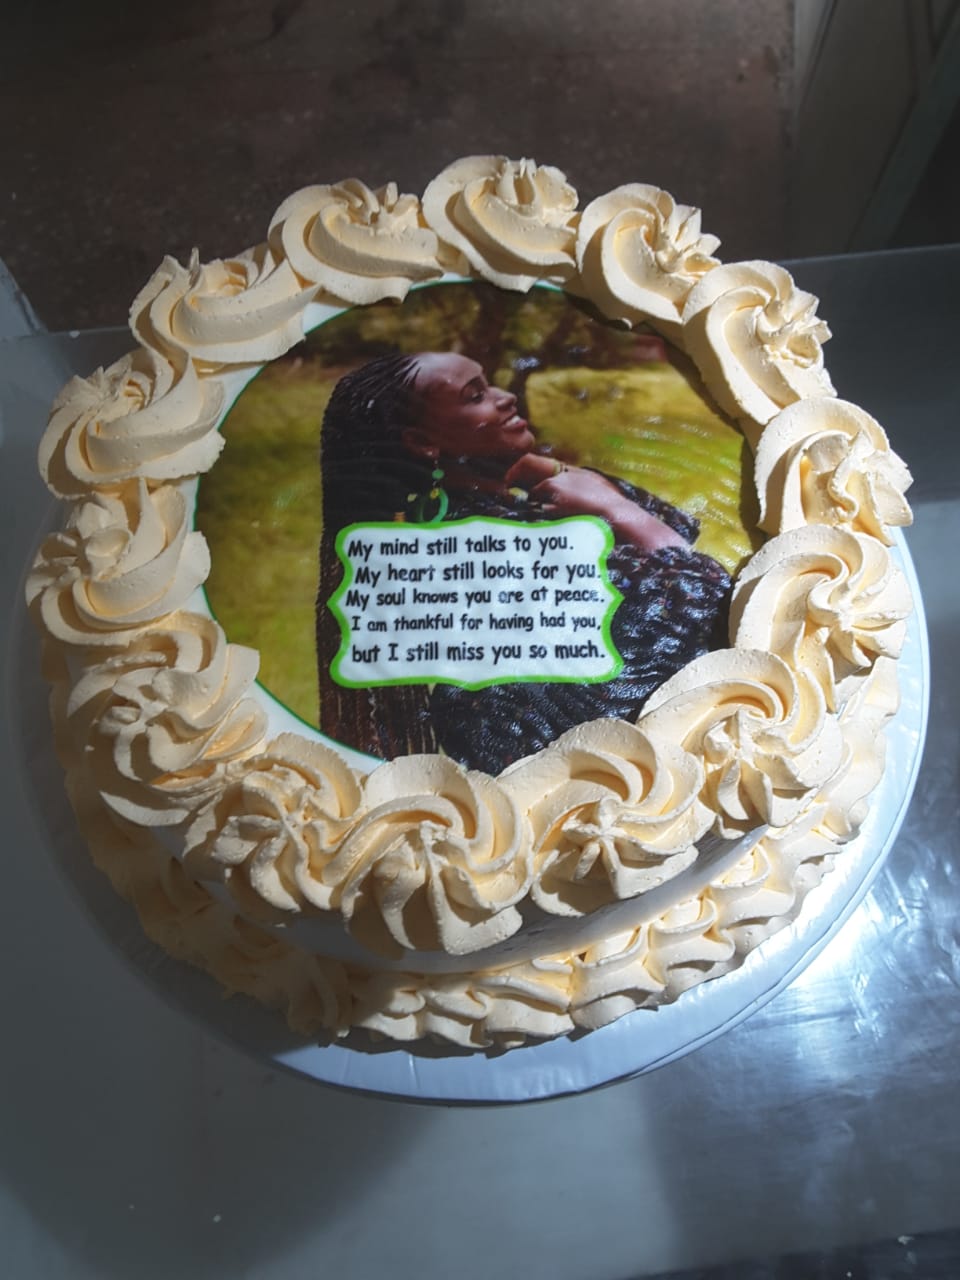 My mind still talks to you.
My heart still looks for you.
My soul knows you are at peace.
I am thankful for having had you,
but I still miss you so much.